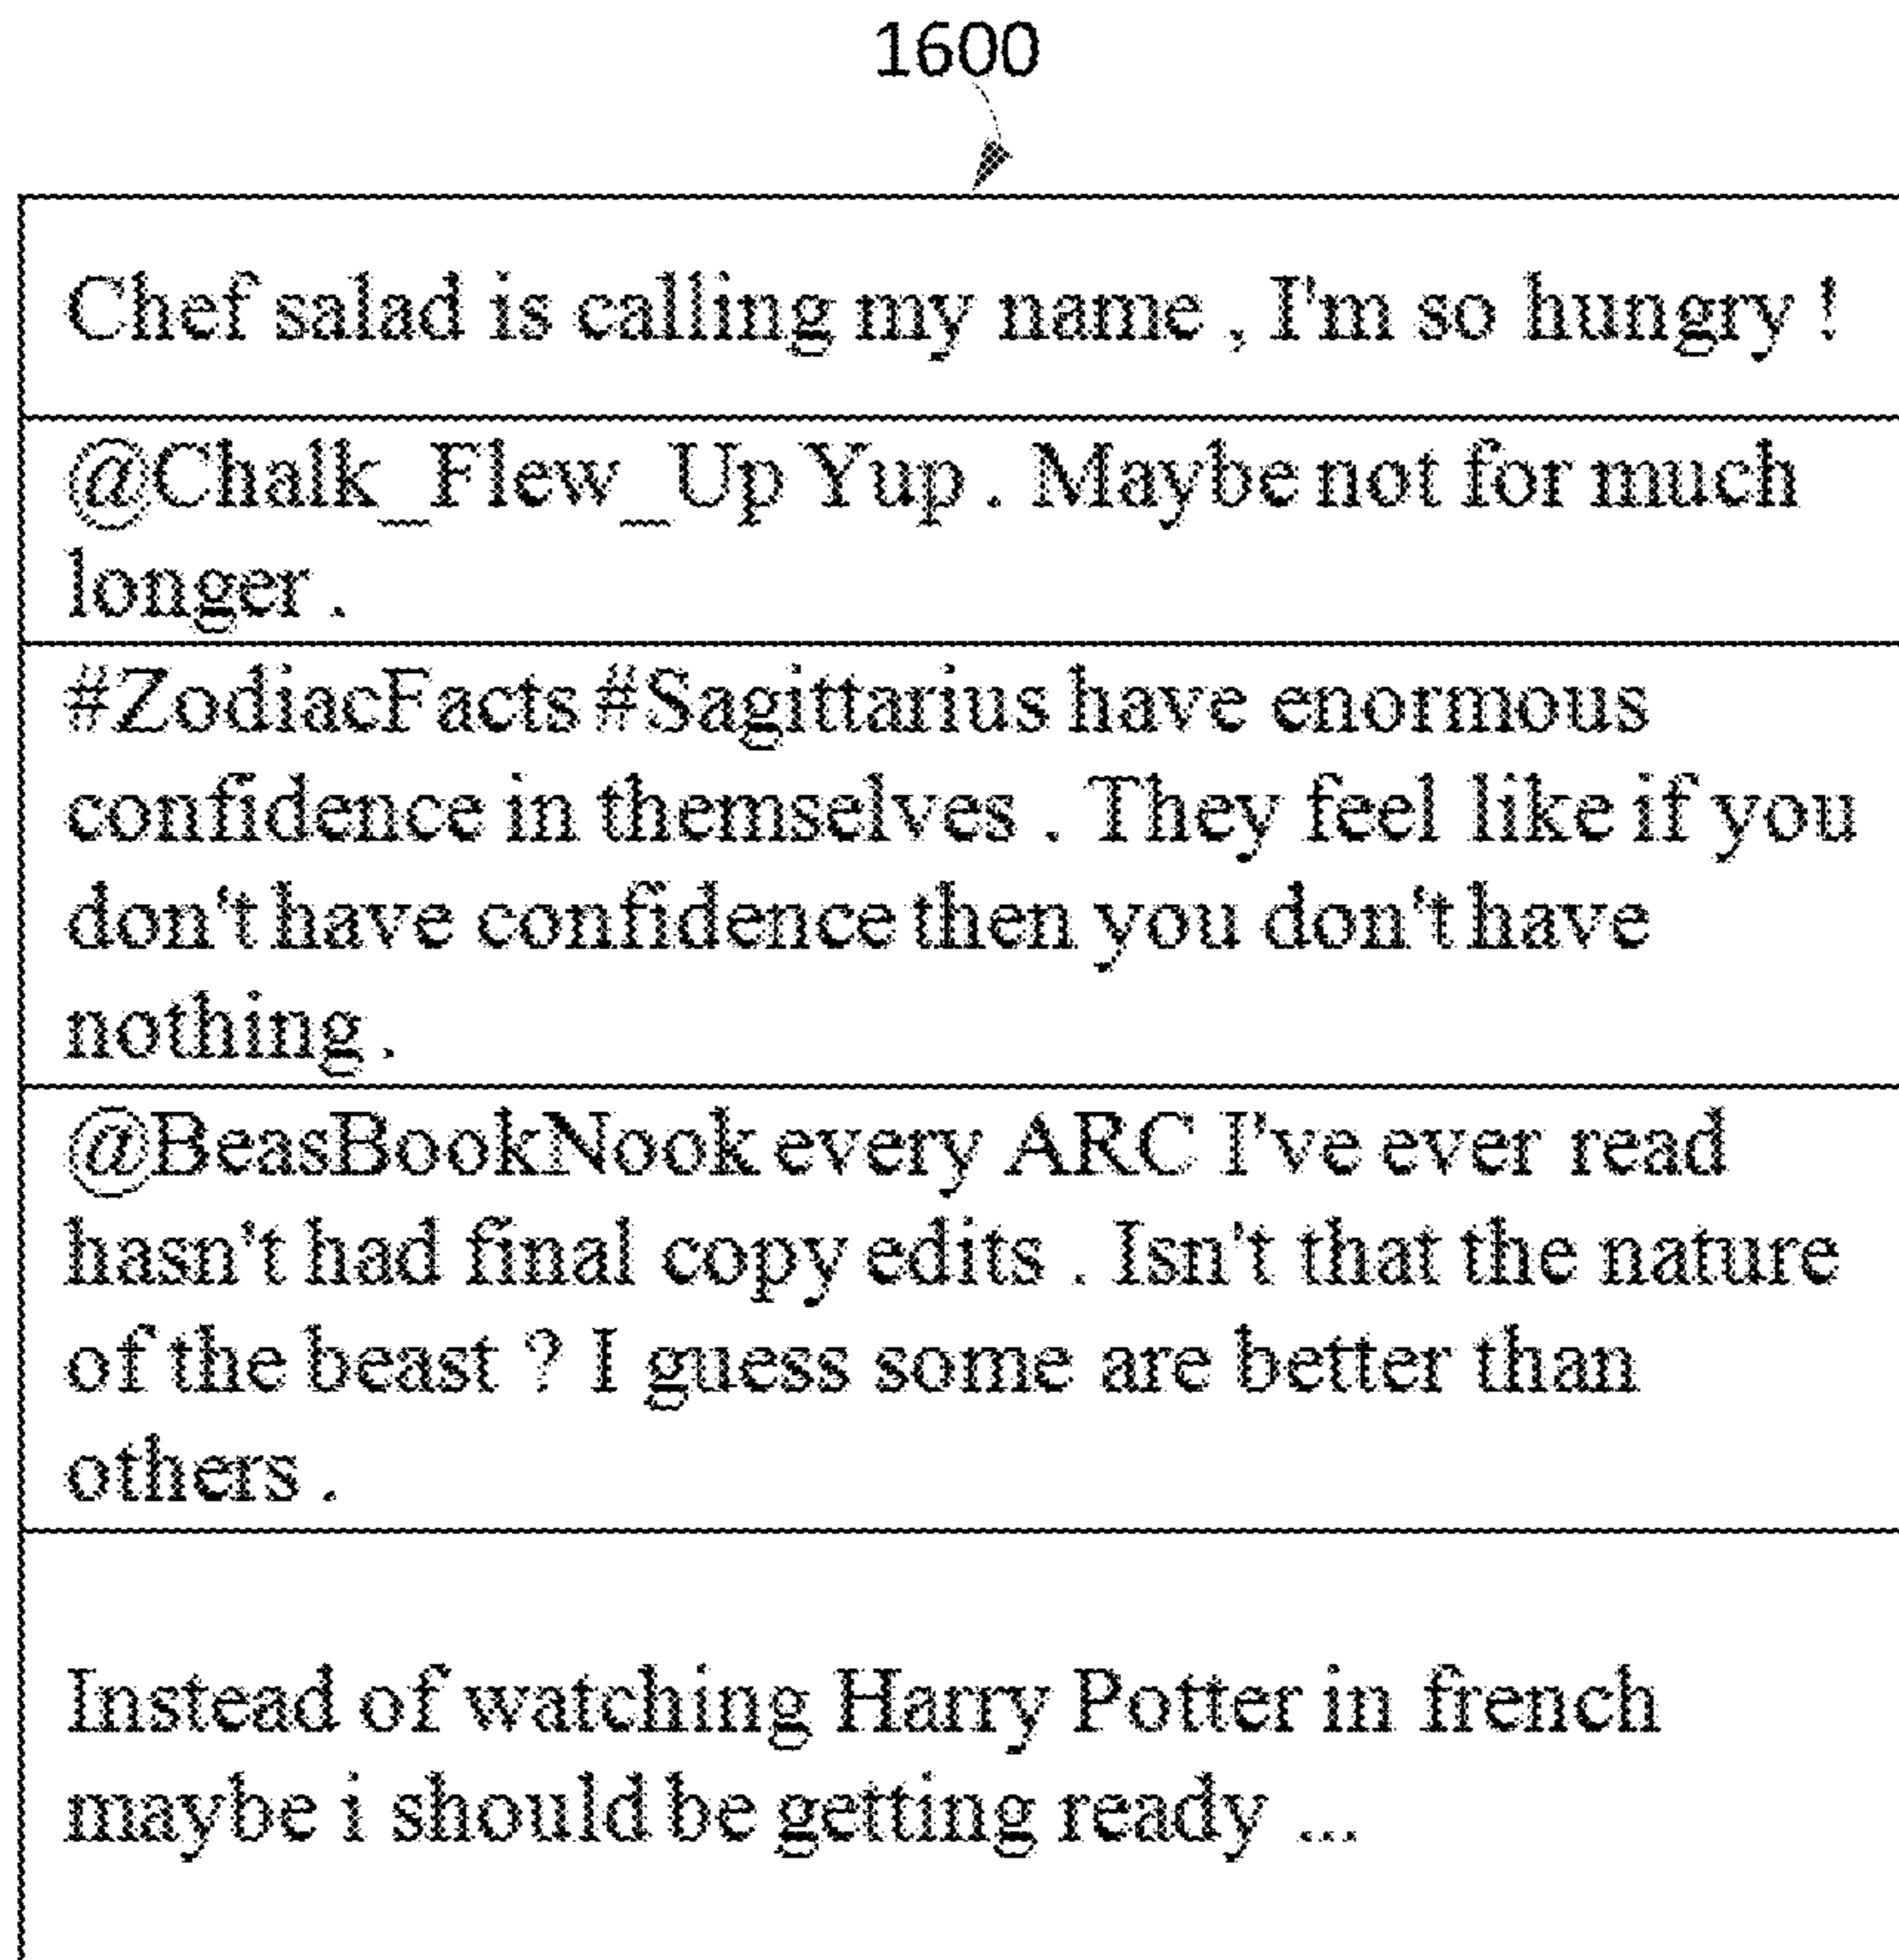 1600
Chef salad is calling my name , I'm so hungry !
@Chalk_Flew_Up Yup . Maybe not for much
longer .
#ZodiacFacts #Sagittarius have enormous
confidence in themselves . They feel like if you
don't have confidence then you don't have
nothing .
@BeasBookNook every ARC I've ever read
hasn't had final copy edits . Isn't that the nature
of the beast ? I guess some are better than
others .
Instead of watching Harry Potter in french
maybe i should be getting ready ...